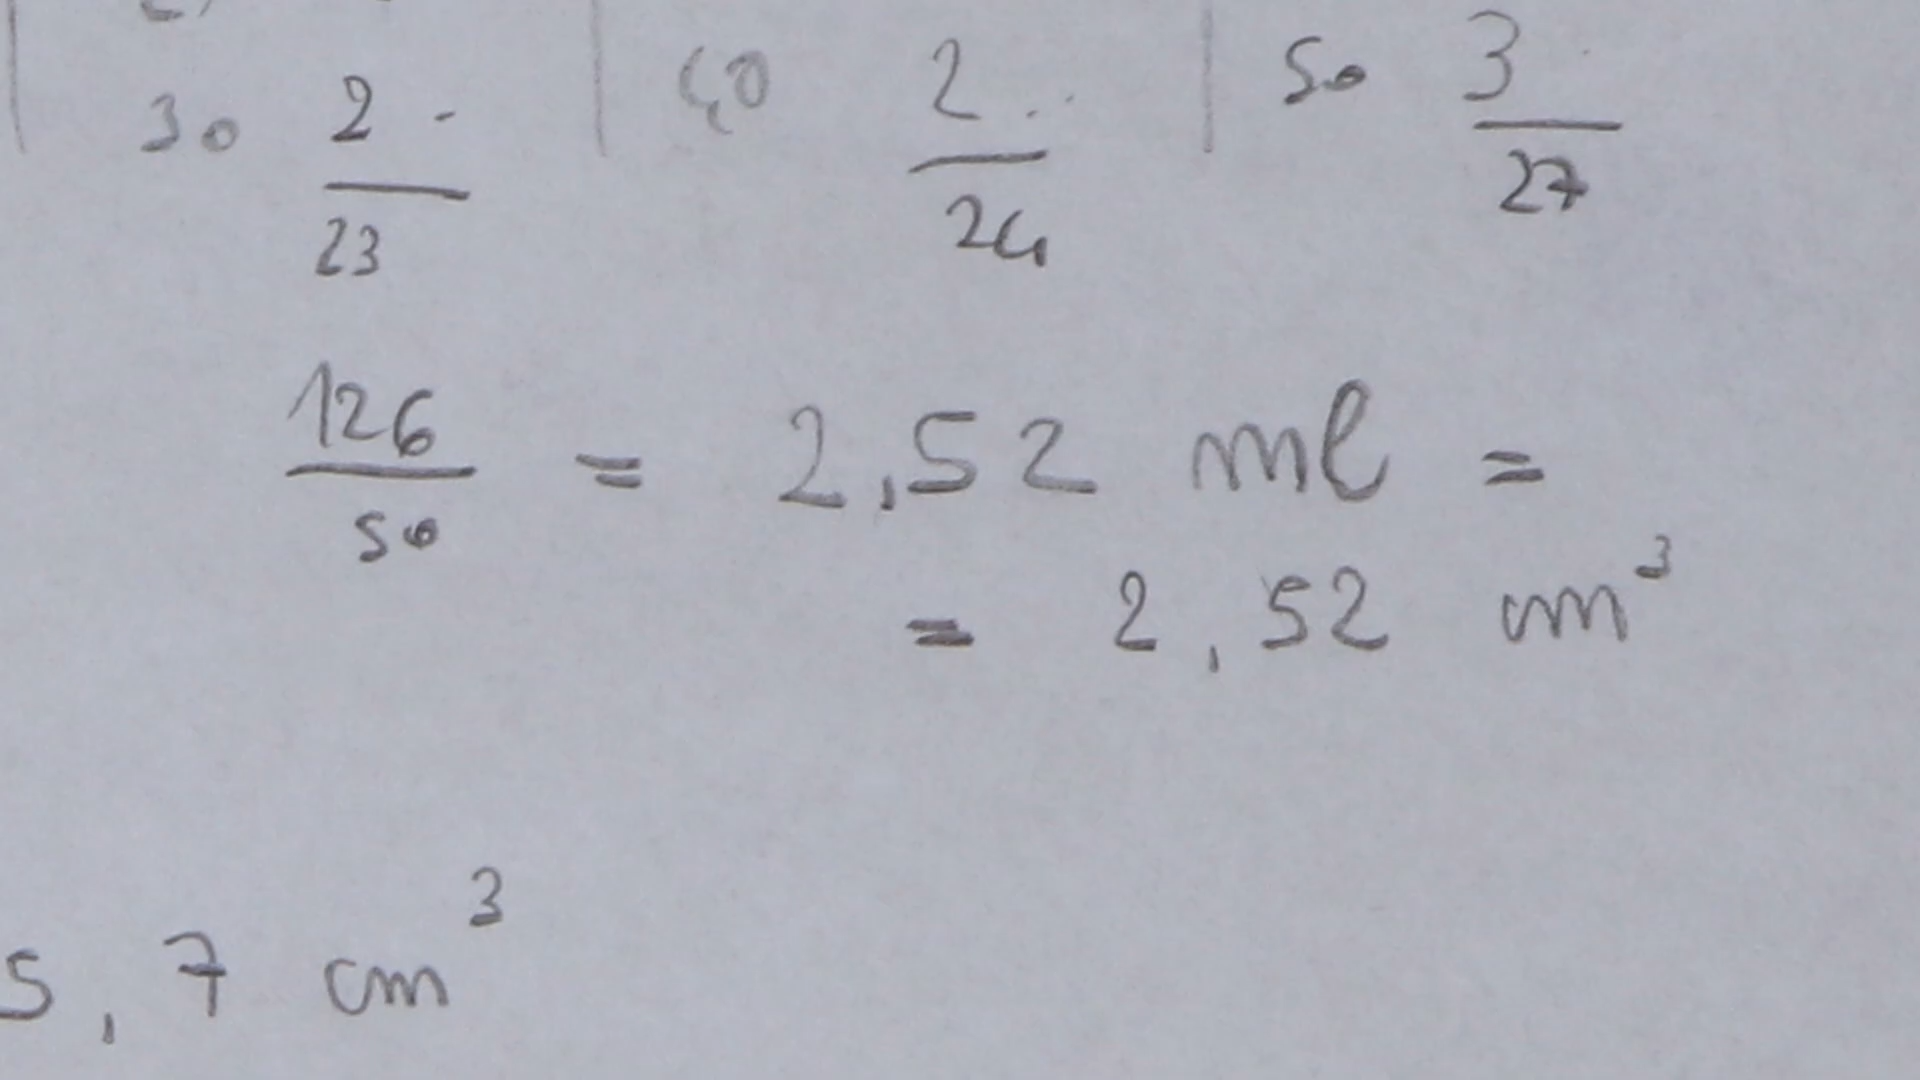 30 2 - | 40 2 .. | 50 3 .
23 24 27
126
50 = 2,52 ml =
= 2,52 cm³
5,7 cm³